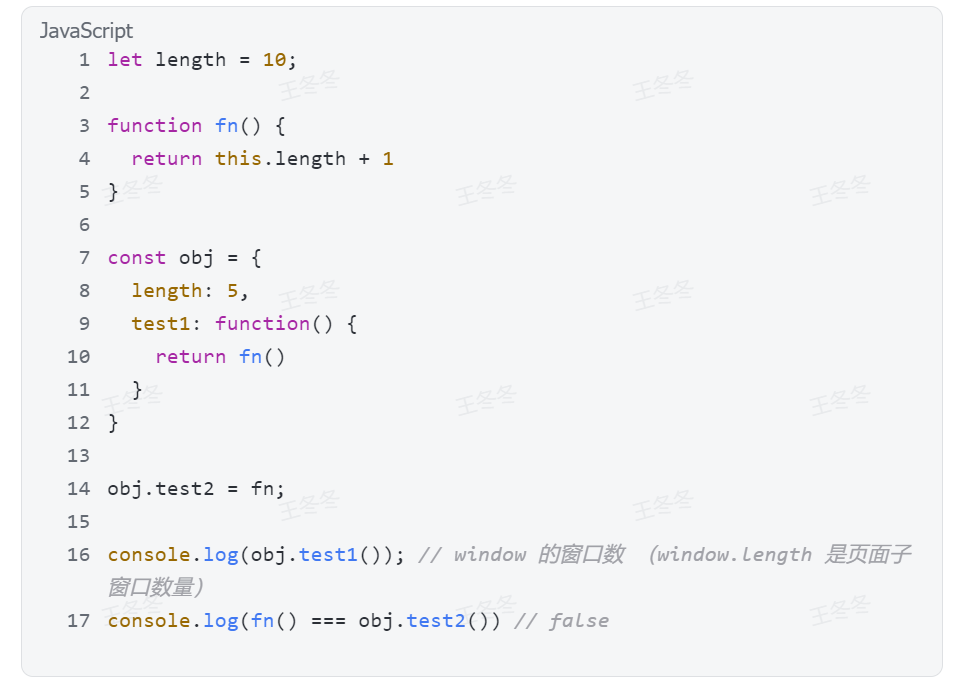 JavaScript
1 let length = 10;
2
3 function fn() {
4   return this.length + 1
5 }
6
7 const obj = {
8   length: 5,
9   test1: function() {
10     return fn()
11   }
12 }
13
14 obj.test2 = fn;
15
16 console.log(obj.test1()); // window 的窗口数 （window.length 是页面子
窗口数量）
17 console.log(fn() === obj.test2()) // false
王冬冬 王冬冬
王冬冬 王冬冬 王冬冬
王冬冬 王冬冬
王冬冬 王冬冬 王冬冬
王冬冬 王冬冬
王冬冬 王冬冬 王冬冬